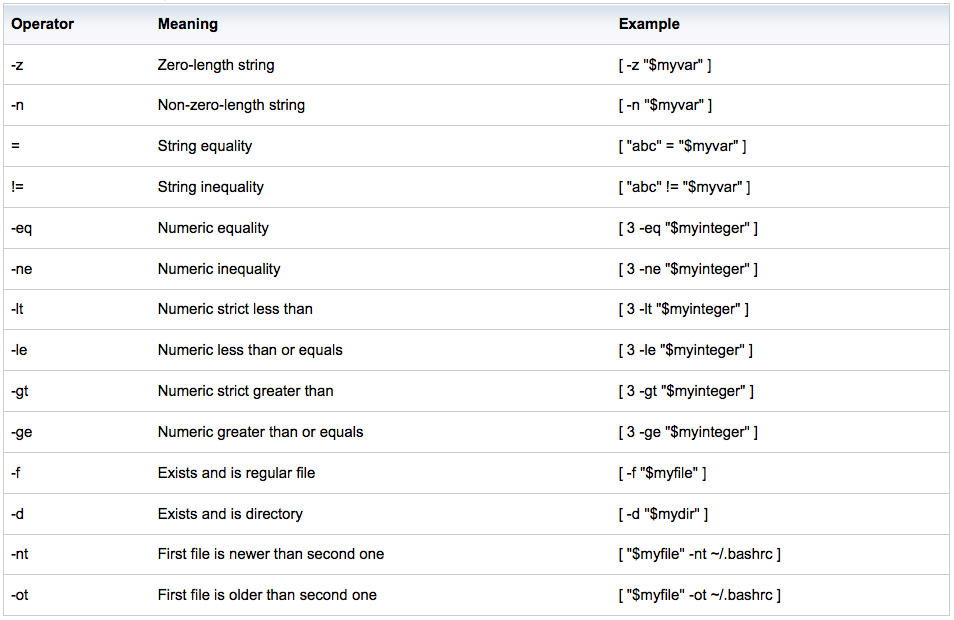 Operator Meaning Example
-z Zero-length string [ -z "$myvar" ]
-n Non-zero-length string [ -n "$myvar" ]
= String equality [ "abc" = "$myvar" ]
!= String inequality [ "abc" != "$myvar" ]
-eq Numeric equality [ 3 -eq "$myinteger" ]
-ne Numeric inequality [ 3 -ne "$myinteger" ]
-lt Numeric strict less than [ 3 -lt "$myinteger" ]
-le Numeric less than or equals [ 3 -le "$myinteger" ]
-gt Numeric strict greater than [ 3 -gt "$myinteger" ]
-ge Numeric greater than or equals [ 3 -ge "$myinteger" ]
-f Exists and is regular file [ -f "$myfile" ]
-d Exists and is directory [ -d "$mydir" ]
-nt First file is newer than second one [ "$myfile" -nt ~/.bashrc ]
-ot First file is older than second one [ "$myfile" -ot ~/.bashrc ]